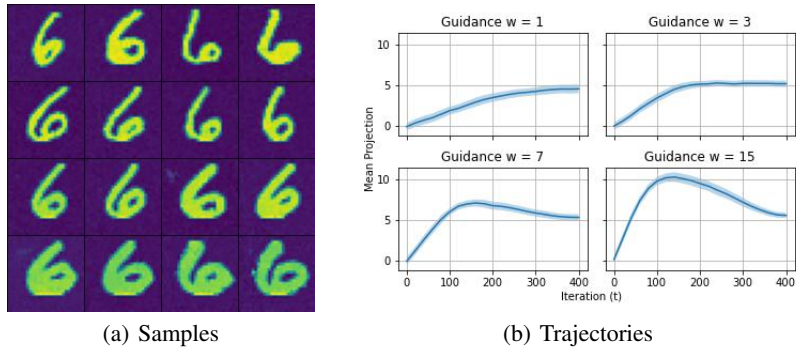 Guidance w = 1
Guidance w = 3
10
5
0
Guidance w = 7
Guidance w = 15
10
5
0
0 100 200 300 400
0 100 200 300 400
Mean Projection
Iteration (t)
(a) Samples
(b) Trajectories